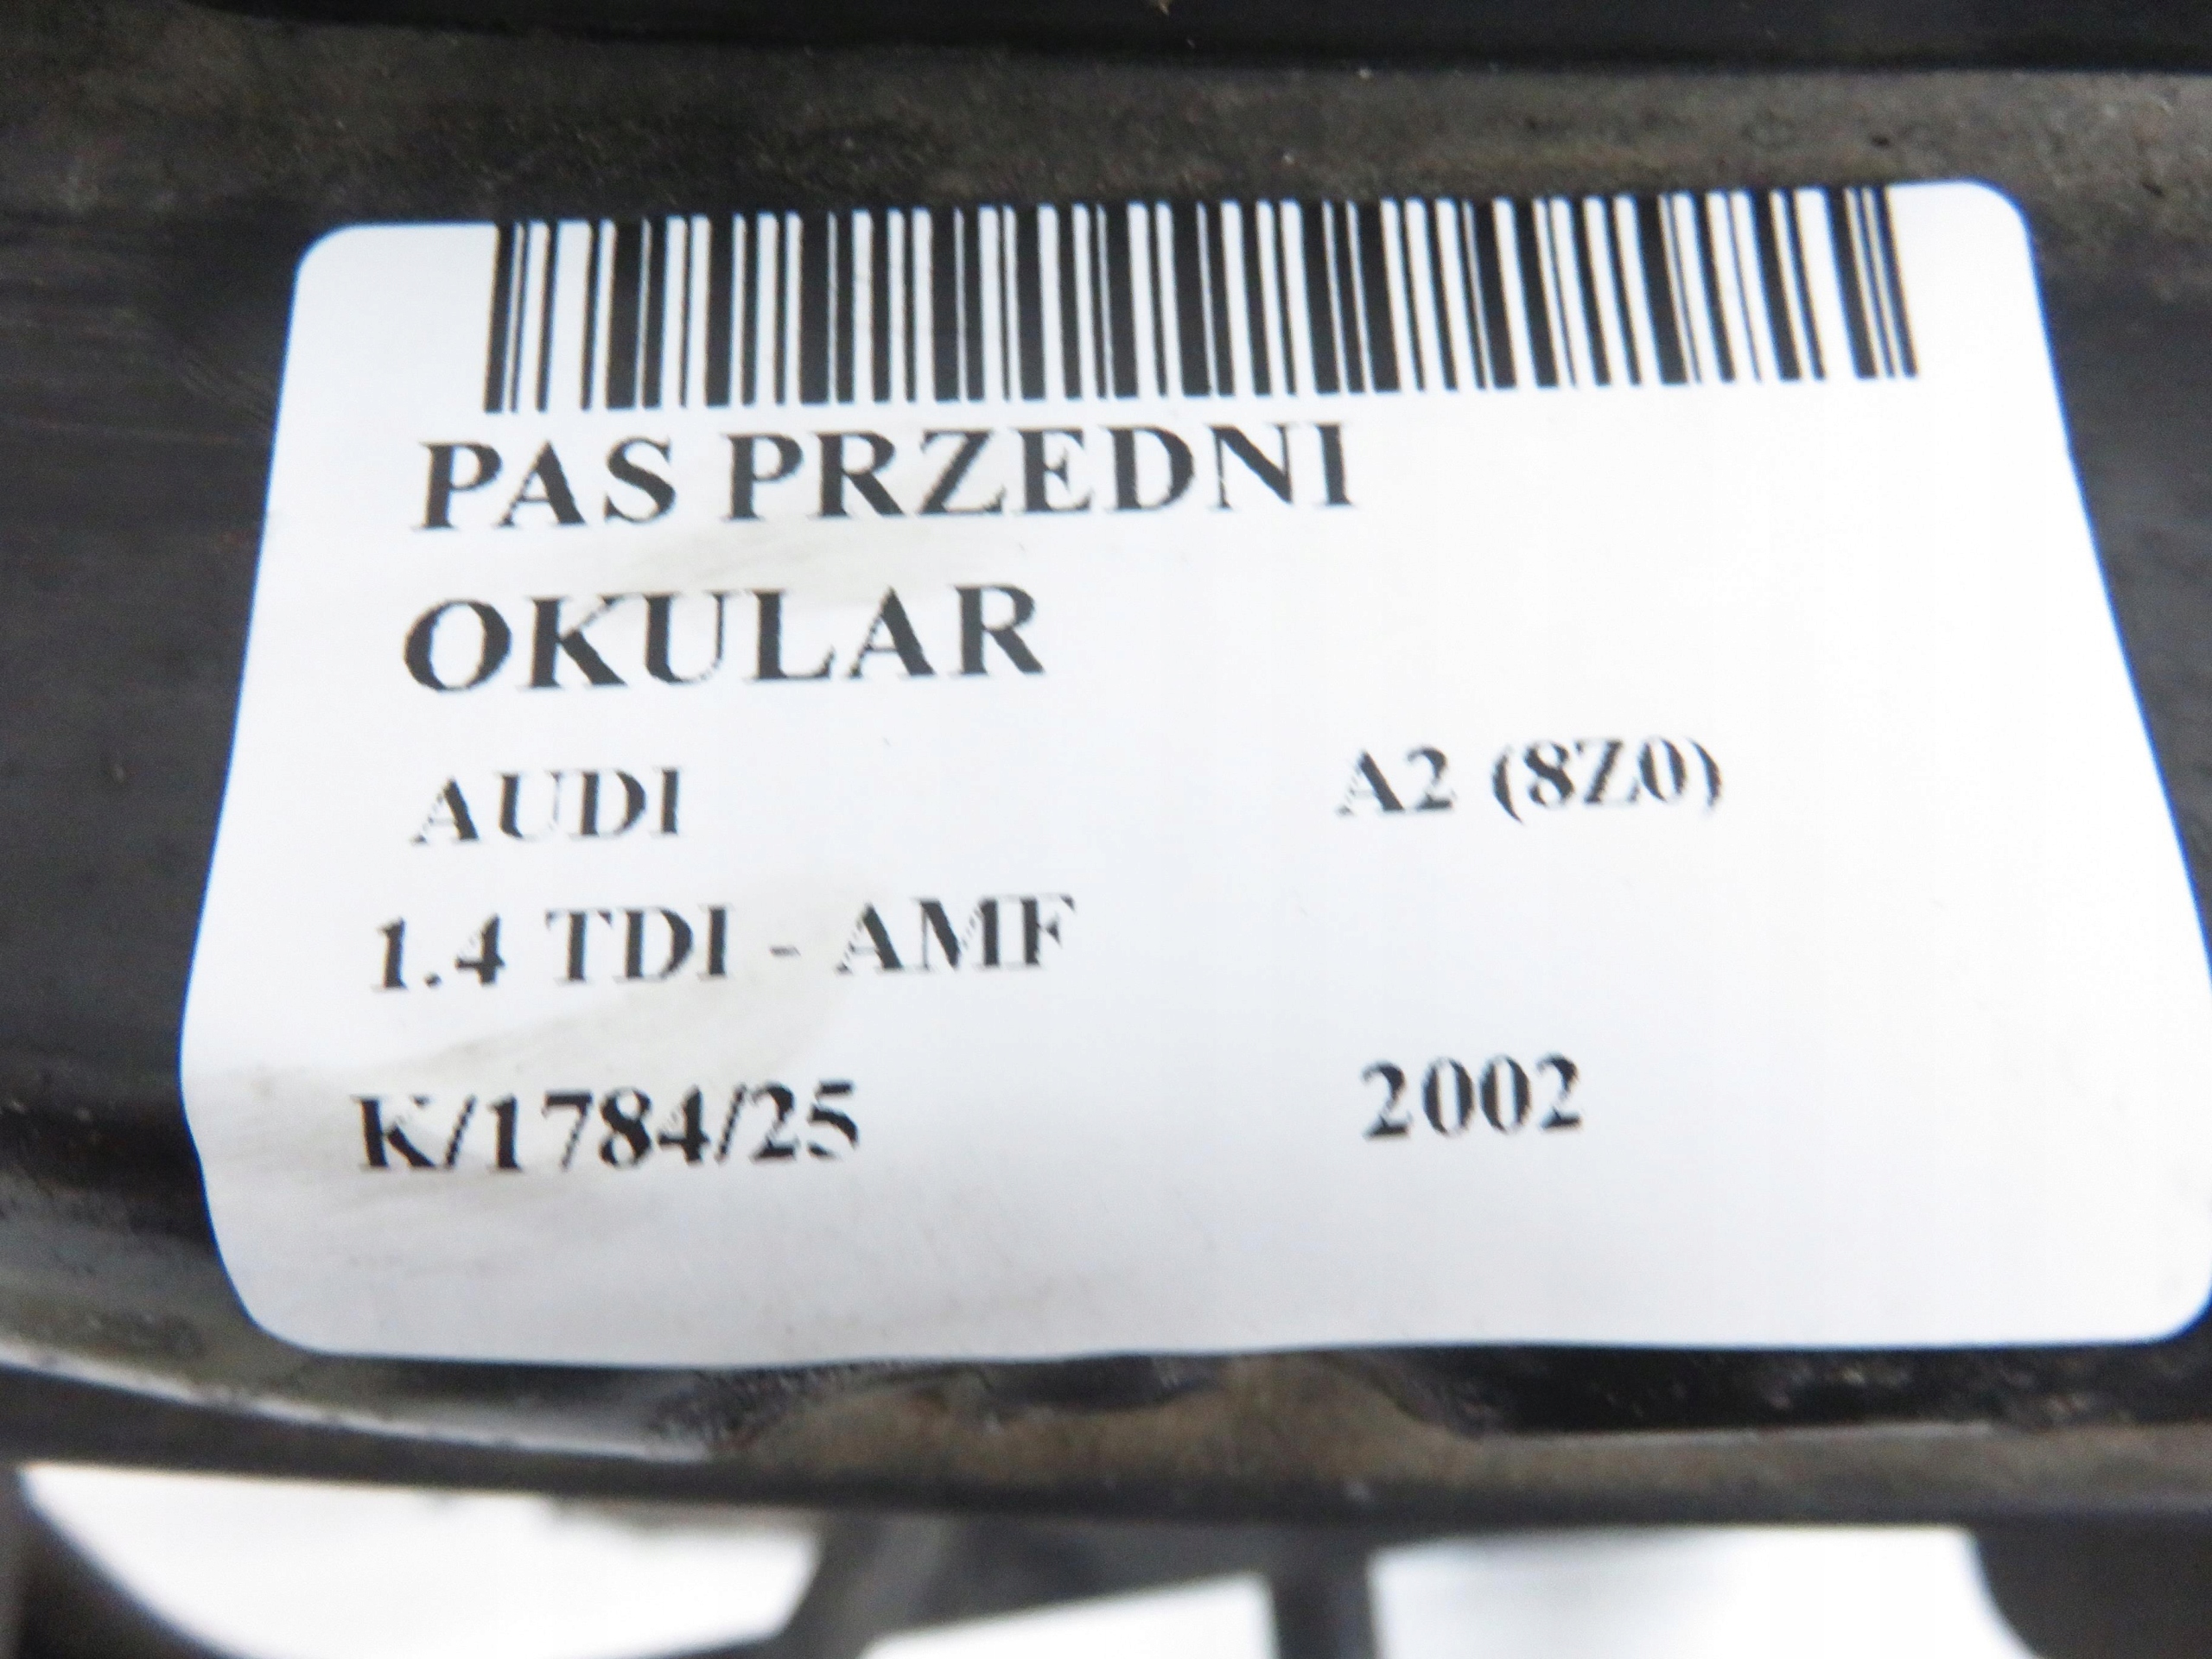 PAS PRZEDNI
OKULAR
AUDI A2 (8Z0)
1.4 TDI - AMF
K/1784/25 2002